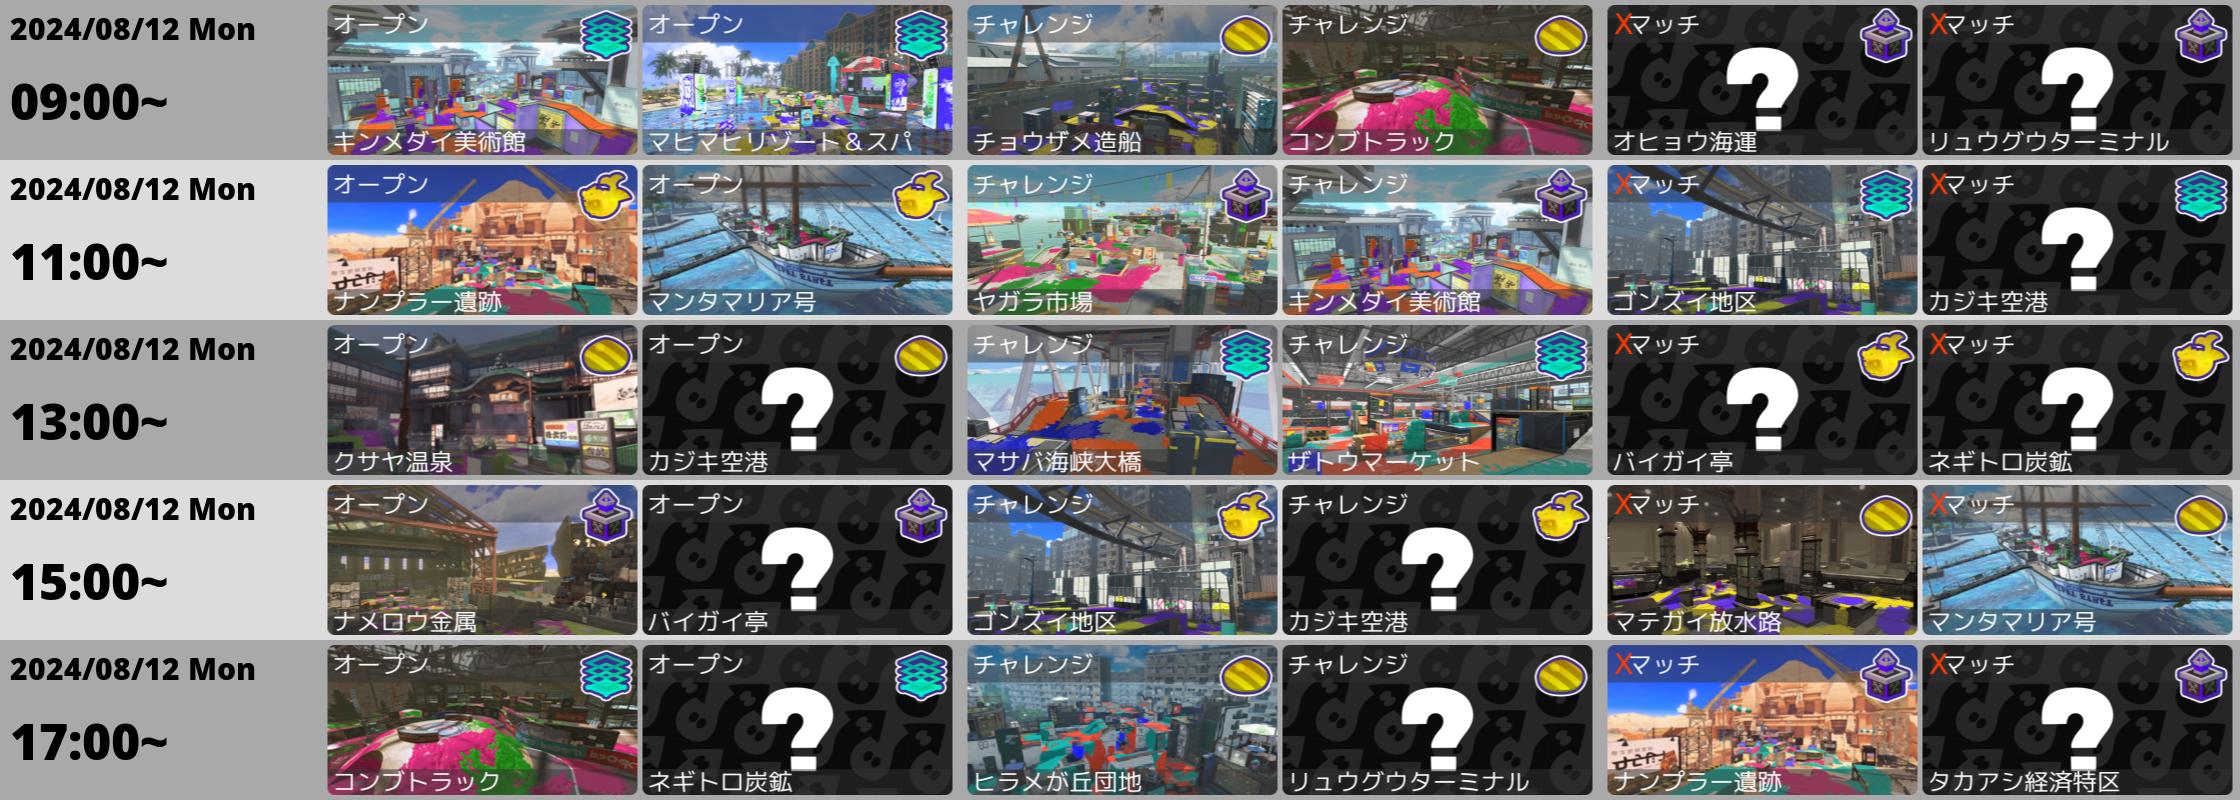 2024/08/12 Mon
09:00~
オープン
キンメダイ美術館
オープン
マヒマヒリゾート＆スパ
チャレンジ
チョウザメ造船
チャレンジ
コンブトラック
Xマッチ
オヒョウ海運
Xマッチ
リュウグウターミナル
2024/08/12 Mon
11:00~
オープン
ナンプラー遺跡
オープン
マンタマリア号
チャレンジ
ヤガラ市場
チャレンジ
キンメダイ美術館
Xマッチ
ゴンズイ地区
Xマッチ
カジキ空港
2024/08/12 Mon
13:00~
オープン
クサヤ温泉
オープン
カジキ空港
チャレンジ
マサバ海峡大橋
チャレンジ
ザトウマーケット
Xマッチ
バイガイ亭
Xマッチ
ネギトロ炭鉱
2024/08/12 Mon
15:00~
オープン
ナメロウ金属
オープン
バイガイ亭
チャレンジ
ゴンズイ地区
チャレンジ
カジキ空港
Xマッチ
マテガイ放水路
Xマッチ
マンタマリア号
2024/08/12 Mon
17:00~
オープン
コンブトラック
オープン
ネギトロ炭鉱
チャレンジ
ヒラメが丘団地
チャレンジ
リュウグウターミナル
Xマッチ
ナンプラー遺跡
Xマッチ
タカアシ経済特区